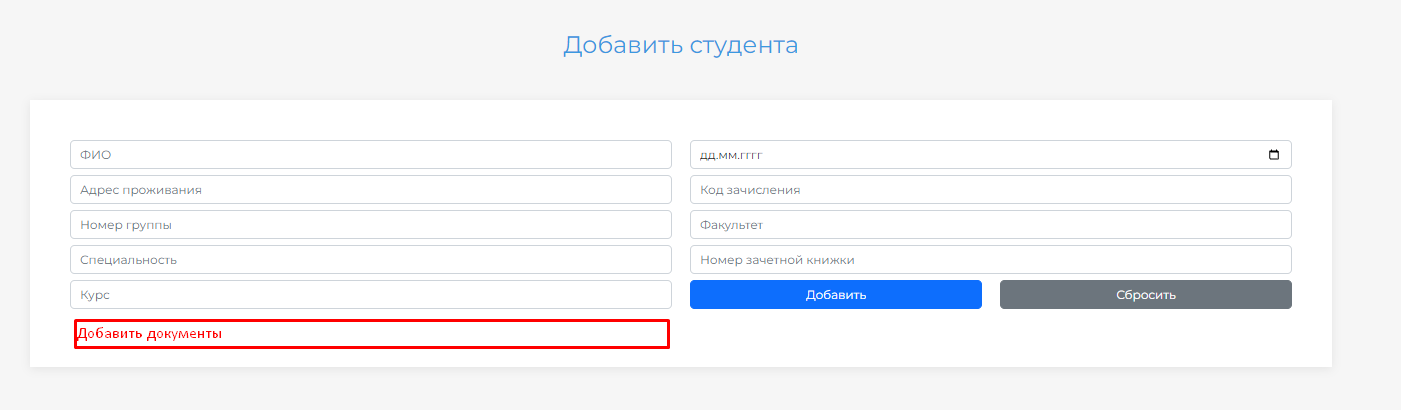 Добавить студента
ФИО
дд.мм.гггг
Адрес проживания
Код зачисления
Номер группы
Факультет
Специальность
Номер зачетной книжки
Курс
Добавить
Сбросить
Добавить документы